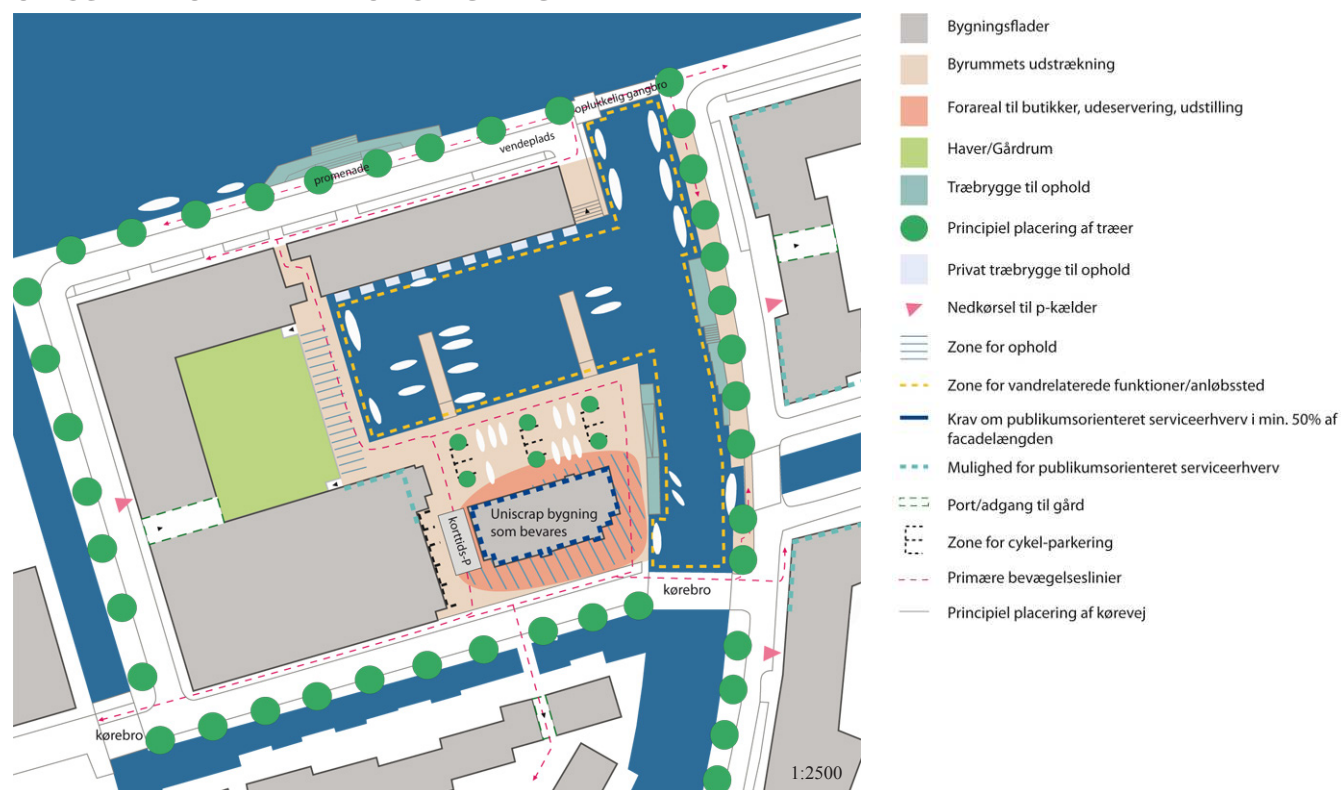 oplukkelig gangbro
vendeplads
promenade
Uniscrap bygning
som bevares
korttids-P
kørebro
kørebro
1:2500
Bygningsflader
Byrummets udstrækning
Forareal til butikker, udeservering, udstilling
Haver/Gårdrum
Træbrygge til ophold
Principiel placering af træer
Privat træbrygge til ophold
Nedkørsel til p-kælder
Zone for ophold
Zone for vandrelaterede funktioner/anløbssted
Krav om publikumsorienteret serviceerhverv i min. 50% af
facadelængden
Mulighed for publikumsorienteret serviceerhverv
Port/adgang til gård
Zone for cykel-parkering
Primære bevægelseslinier
Principiel placering af kørevej